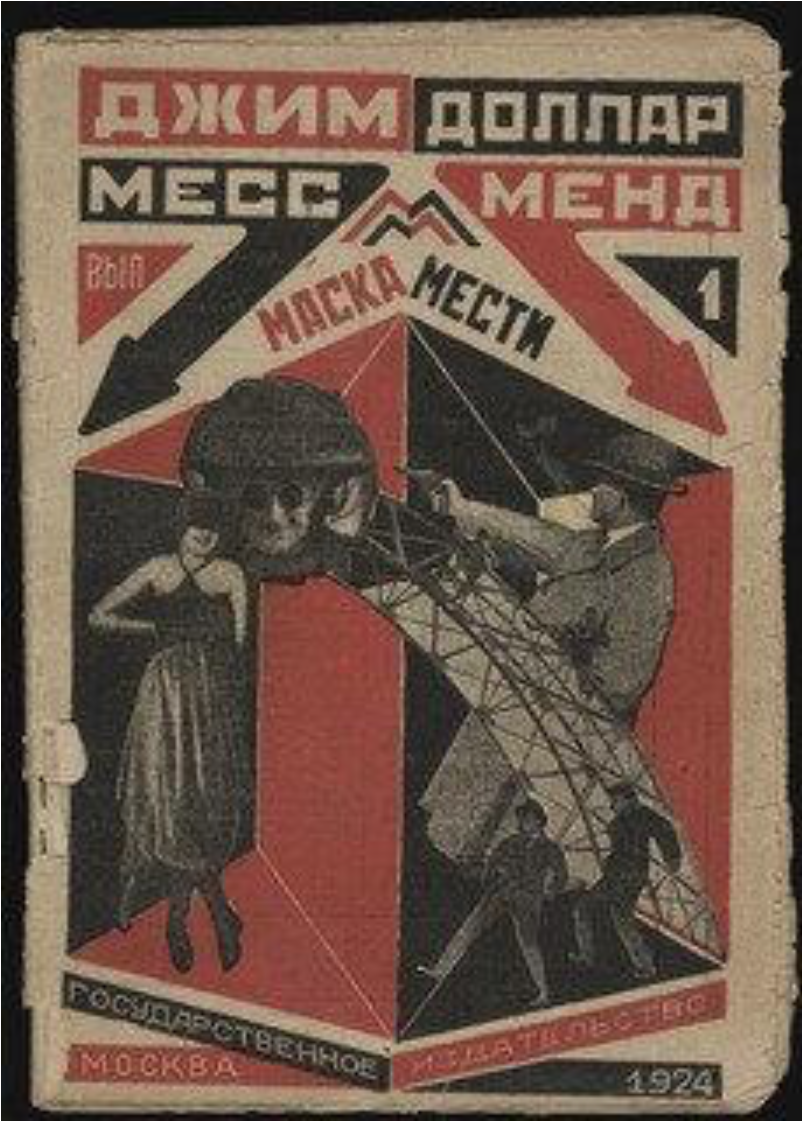 ДЖИМ ДОЛЛАР
МЕСС МЕНД
ВЫП 1
МАСКА МЕСТИ
ГОСУДАРСТВЕННОЕ ИЗДАТЕЛЬСТВО
МОСКВА 1924